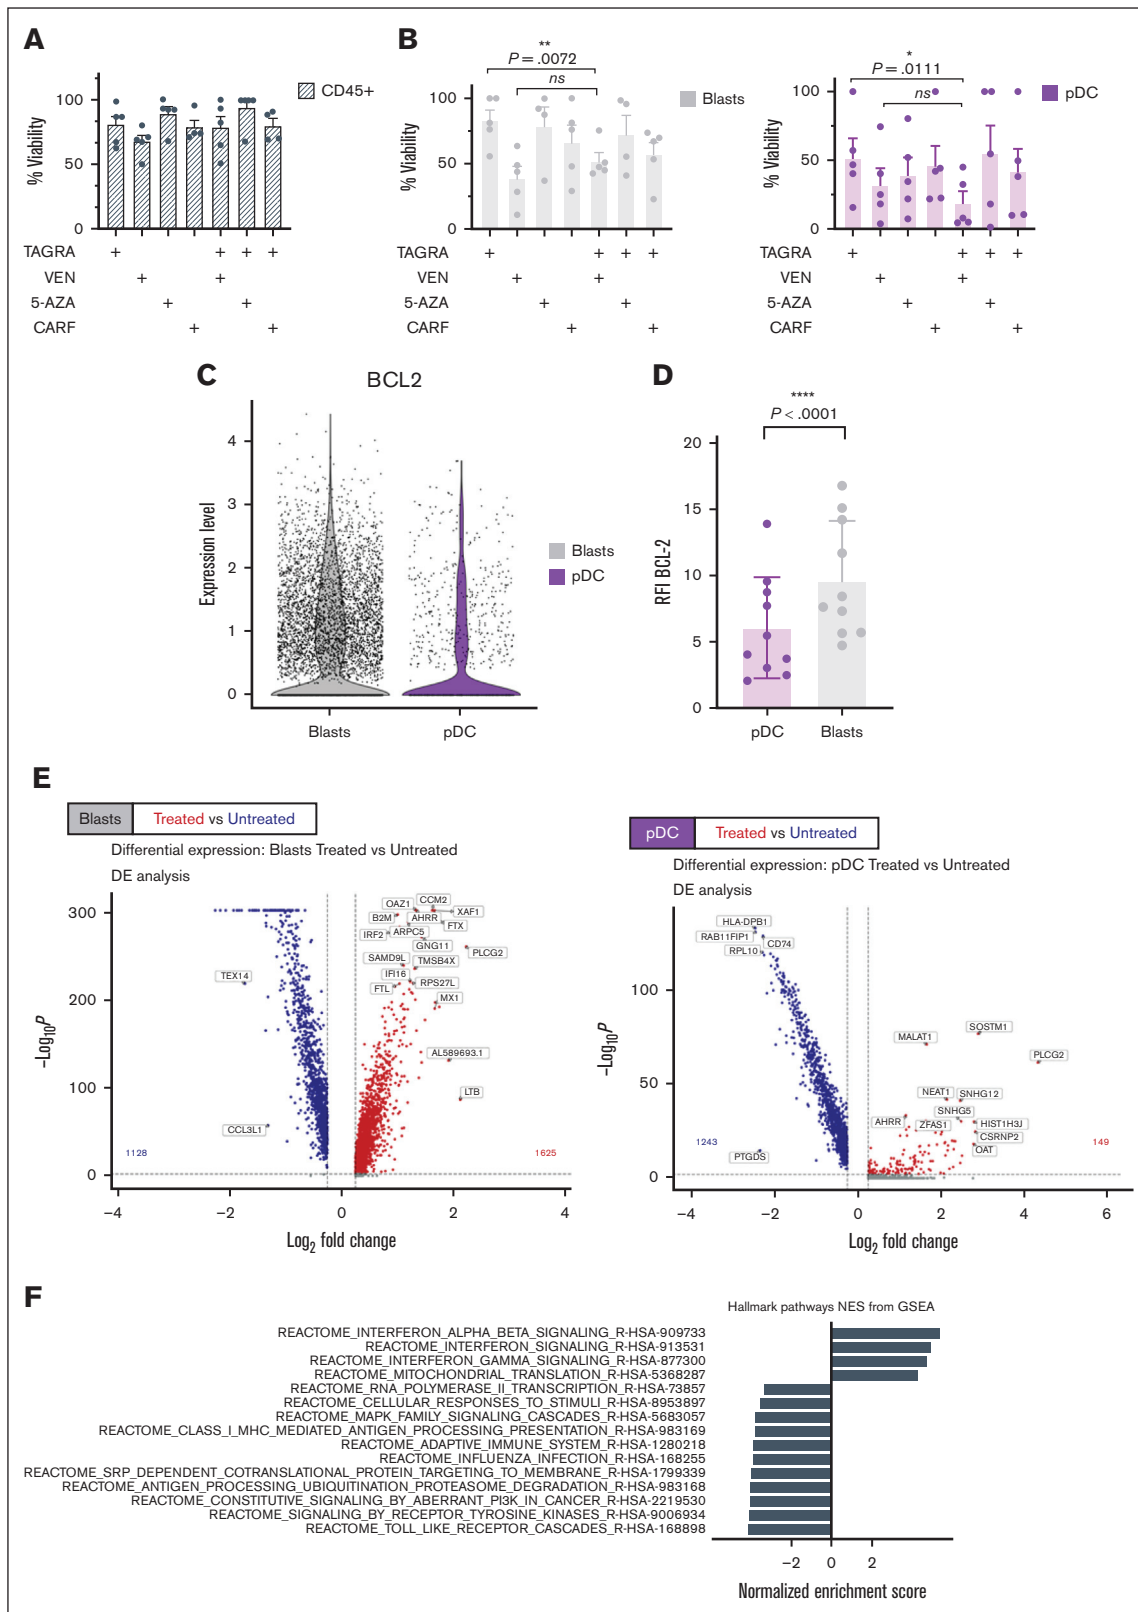 A
100
50
0
% Viability
CD45+
TAGRA + + + +
VEN + +
5-AZA + +
CARF + +
B
**
P = .0072
ns
100
50
0
% Viability
Blasts
TAGRA + + + +
VEN + +
5-AZA + +
CARF + +
*
P = .0111
ns
100
50
0
% Viability
pDC
TAGRA + + + +
VEN + +
5-AZA + +
CARF + +
C
BCL2
4
3
2
1
0
Expression level
Blasts
pDC
Blasts
pDC
D
****
P < .0001
20
15
10
5
0
RFI BCL-2
pDC
Blasts
E
Blasts
Treated vs Untreated
Differential expression: Blasts Treated vs Untreated
DE analysis
300
200
100
0
–Log10P
OAZ1
CCM2
B2M
AHRR
XAF1
FTX
IRF2
ARPC5
GNG11
PLCG2
SAMD9L
TMSB4X
IFI16
RPS27L
FTL
MX1
TEX14
AL589693.1
LTB
CCL3L1
1128
1625
−4 −2 0 2 4
Log2 fold change
pDC
Treated vs Untreated
Differential expression: pDC Treated vs Untreated
DE analysis
100
50
0
–Log10P
HLA-DPB1
RAB11FIP1
CD74
RPL10
SQSTM1
MALAT1
PLCG2
NEAT1
SNHG12
SNHG5
AHRR
ZFAS1
HIST1H3J
CSRNP2
OAT
PTGDS
1243
149
−4 −2 0 2 4 6
Log2 fold change
F
Hallmark pathways NES from GSEA
REACTOME_INTERFERON_ALPHA_BETA_SIGNALING_R-HSA-909733
REACTOME_INTERFERON_SIGNALING_R-HSA-913531
REACTOME_INTERFERON_GAMMA_SIGNALING_R-HSA-877300
REACTOME_MITOCHONDRIAL_TRANSLATION_R-HSA-5368287
REACTOME_RNA_POLYMERASE_II_TRANSCRIPTION_R-HSA-73857
REACTOME_CELLULAR_RESPONSES_TO_STIMULI_R-HSA-8953897
REACTOME_MAPK_FAMILY_SIGNALING_CASCADES_R-HSA-5683057
REACTOME_CLASS_I_MHC_MEDIATED_ANTIGEN_PROCESSING_PRESENTATION_R-HSA-983169
REACTOME_ADAPTIVE_IMMUNE_SYSTEM_R-HSA-1280218
REACTOME_INFLUENZA_INFECTION_R-HSA-168255
REACTOME_SRP_DEPENDENT_COTRANSLATIONAL_PROTEIN_TARGETING_TO_MEMBRANE_R-HSA-1799339
REACTOME_ANTIGEN_PROCESSING_UBIQUITINATION_PROTEASOME_DEGRADATION_R-HSA-983168
REACTOME_CONSTITUTIVE_SIGNALING_BY_ABERRANT_PI3K_IN_CANCER_R-HSA-2219530
REACTOME_SIGNALING_BY_RECEPTOR_TYROSINE_KINASES_R-HSA-9006934
REACTOME_TOLL_LIKE_RECEPTOR_CASCADES_R-HSA-168898
−2 0 2
Normalized enrichment score